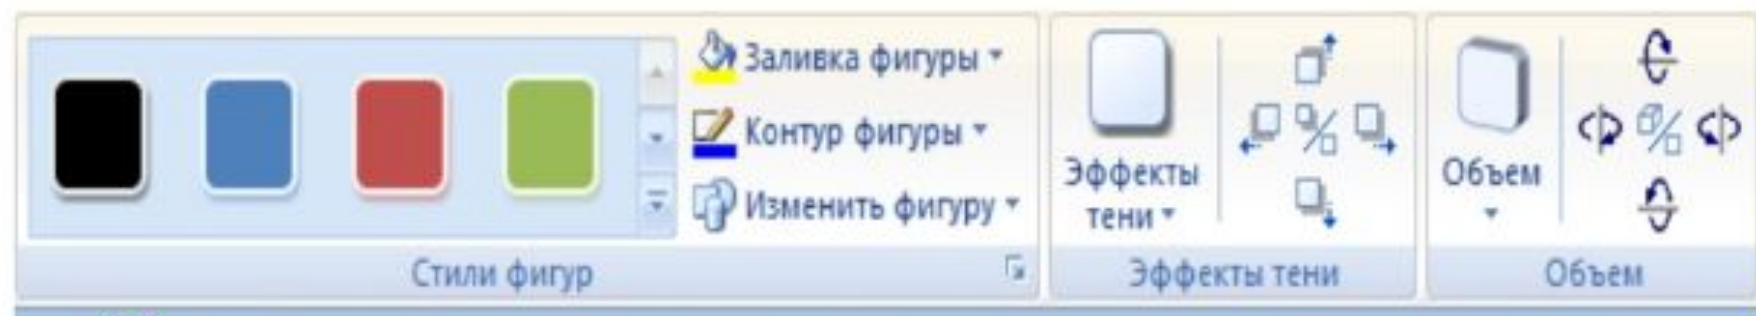 Заливка фигуры
Контур фигуры
Изменить фигуру
Стили фигур
Эффекты
тени
Эффекты тени
Объем
Объем